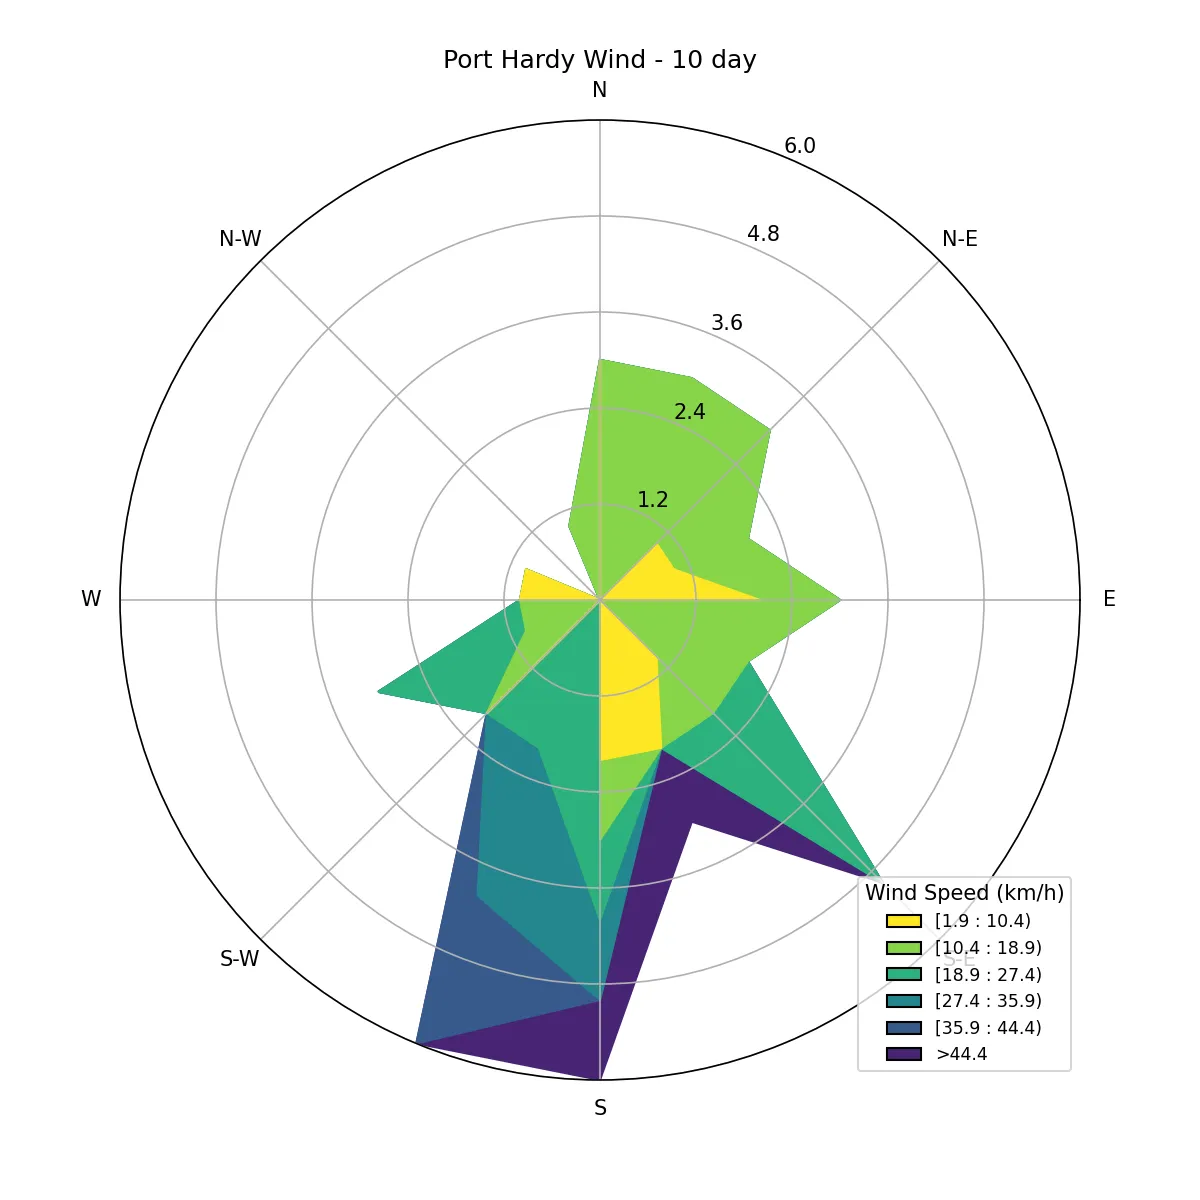 Port Hardy Wind - 10 day
N
6.0
4.8
N-W
N-E
3.6
2.4
1.2
W
E
Wind Speed (km/h)
[1.9 : 10.4)
[10.4 : 18.9)
S-W
S-E
[18.9 : 27.4)
[27.4 : 35.9)
[35.9 : 44.4)
>44.4
S